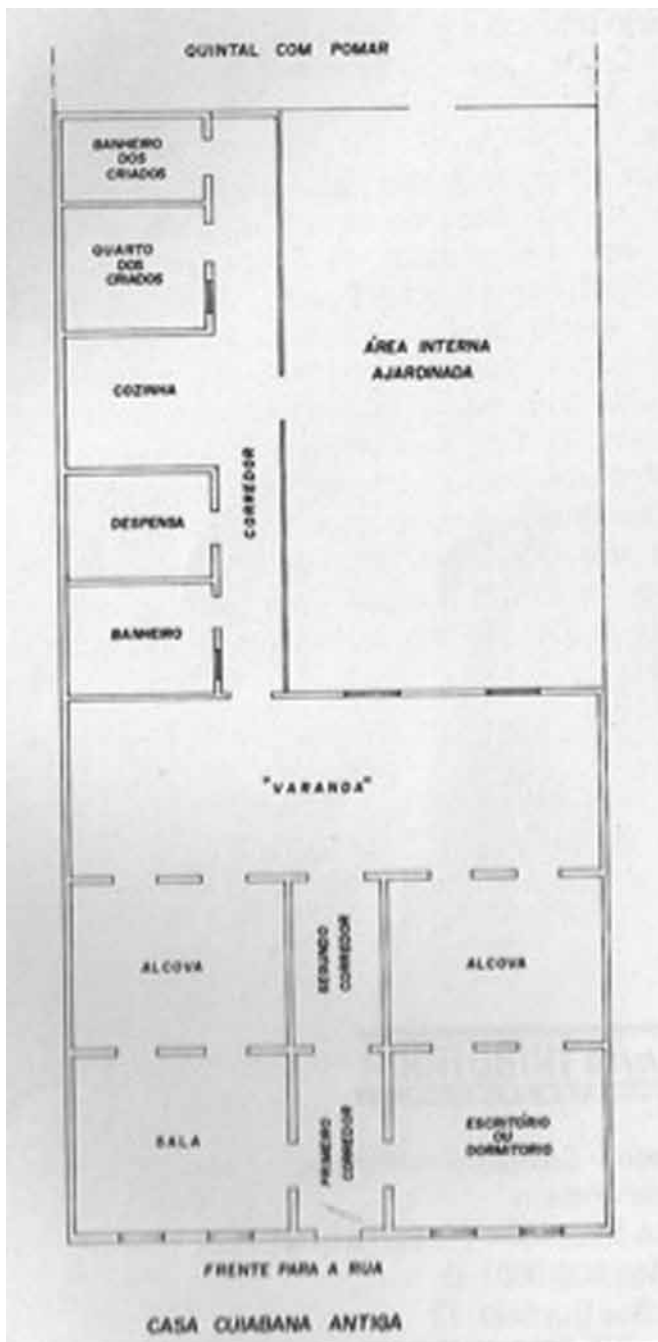 QUINTAL COM POMAR
BANHEIRO
DOS
CRIADOS
QUARTO
DOS
CRIADOS
ÁREA INTERNA
AJARDINADA
COZINHA
CORREDOR
DESPENSA
BANHEIRO
"VARANDA"
ALCOVA
SEGUNDO
CORREDOR
ALCOVA
SALA
PRIMEIRO
CORREDOR
ESCRITÓRIO
OU
DORMITORIO
FRENTE PARA A RUA
CASA CUIABANA ANTIGA